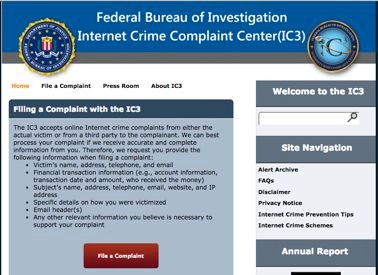 Federal Bureau of Investigation
Internet Crime Complaint Center(IC3)
Home File a Complaint Press Room About IC3
Filing a Complaint with the IC3
The IC3 accepts online Internet crime complaints from either the
actual victim or from a third party to the complainant. We can best
process your complaint if we receive accurate and complete
information from you. Therefore, we request you provide the
following information when filing a complaint:
• Victim's name, address, telephone, and email
• Financial transaction information (e.g., account information,
transaction date and amount, who received the money)
• Subject's name, address, telephone, email, website, and IP
address
• Specific details on how you were victimized
• Email header(s)
• Any other relevant information you believe is necessary to
support your complaint
File a Complaint
Welcome to the IC3
Site Navigation
Alert Archive
FAQs
Disclaimer
Privacy Notice
Internet Crime Prevention Tips
Internet Crime Schemes
Annual Report